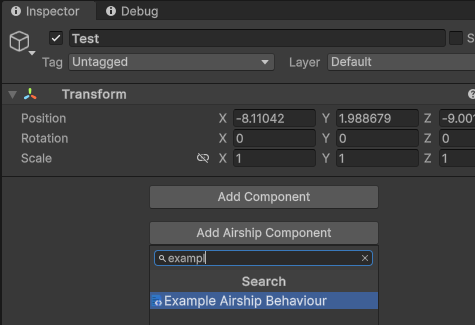 Inspector Debug
Test S
Tag Untagged Layer Default
Transform
Position X -8.11042 Y 1.988679 Z -9.001
Rotation X 0 Y 0 Z 0
Scale X 1 Y 1 Z 1
Add Component
Add Airship Component
exampl
Search
Example Airship Behaviour